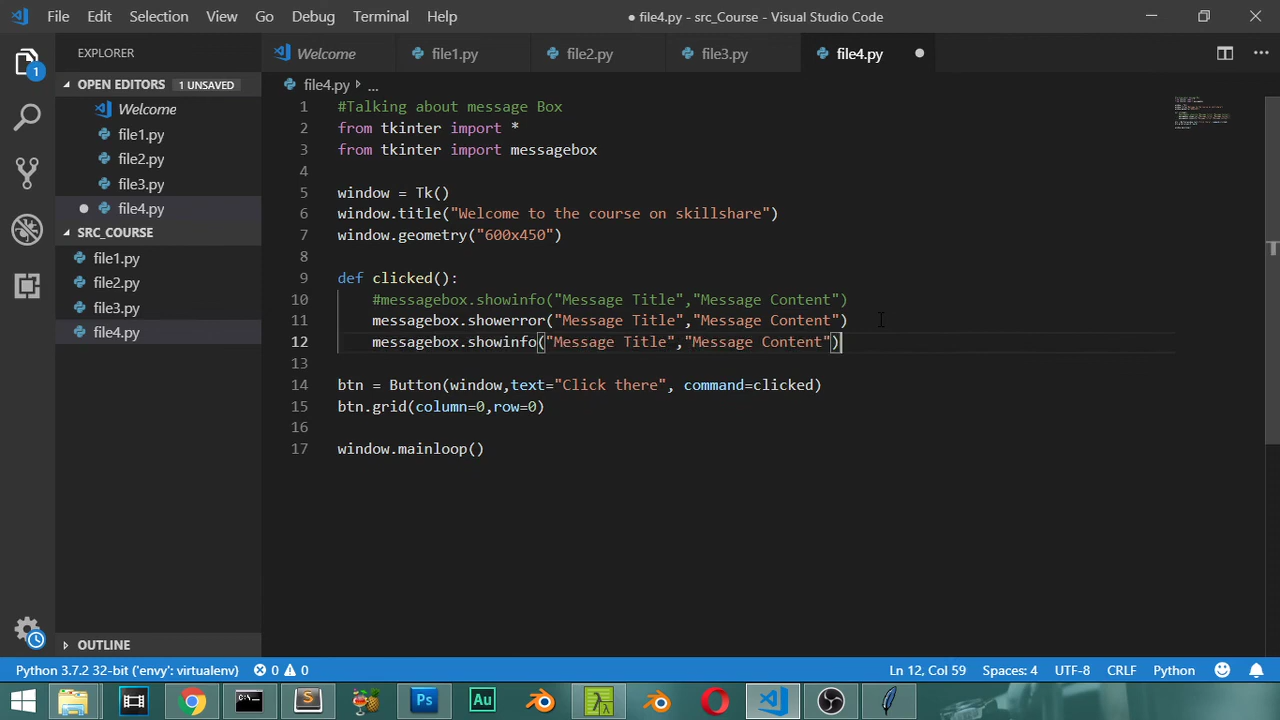 File Edit Selection View Go Debug Terminal Help
● file4.py - src_Course - Visual Studio Code
EXPLORER
OPEN EDITORS 1 UNSAVED
Welcome
file1.py
file2.py
file3.py
file4.py
SRC_COURSE
file1.py
file2.py
file3.py
file4.py
OUTLINE
1
Welcome file1.py file2.py file3.py file4.py
file4.py ...
1 #Talking about message Box
2 from tkinter import *
3 from tkinter import messagebox
4
5 window = Tk()
6 window.title("Welcome to the course on skillshare")
7 window.geometry("600x450")
8
9 def clicked():
10 #messagebox.showinfo("Message Title","Message Content")
11 messagebox.showerror("Message Title","Message Content")
12 messagebox.showinfo("Message Title","Message Content")
13
14 btn = Button(window,text="Click there", command=clicked)
15 btn.grid(column=0,row=0)
16
17 window.mainloop()
Python 3.7.2 32-bit ('envy': virtualenv) 0 0 Ln 12, Col 59 Spaces: 4 UTF-8 CRLF Python
Ps Au